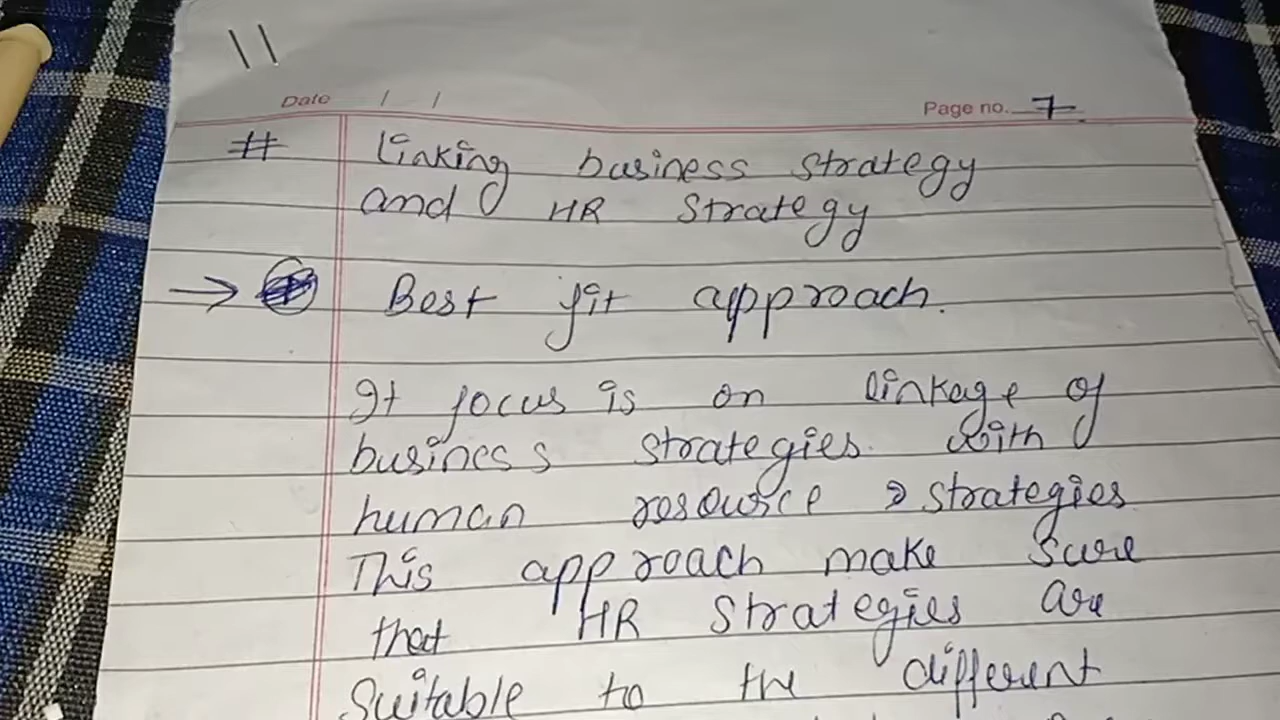 Date / /
Page no. 7
# Linking business strategy
and HR strategy
→ Best fit approach.
It focus is on linkage of
business strategies with
human resource strategies
This approach make sure
that HR strategies are
Suitable to the different